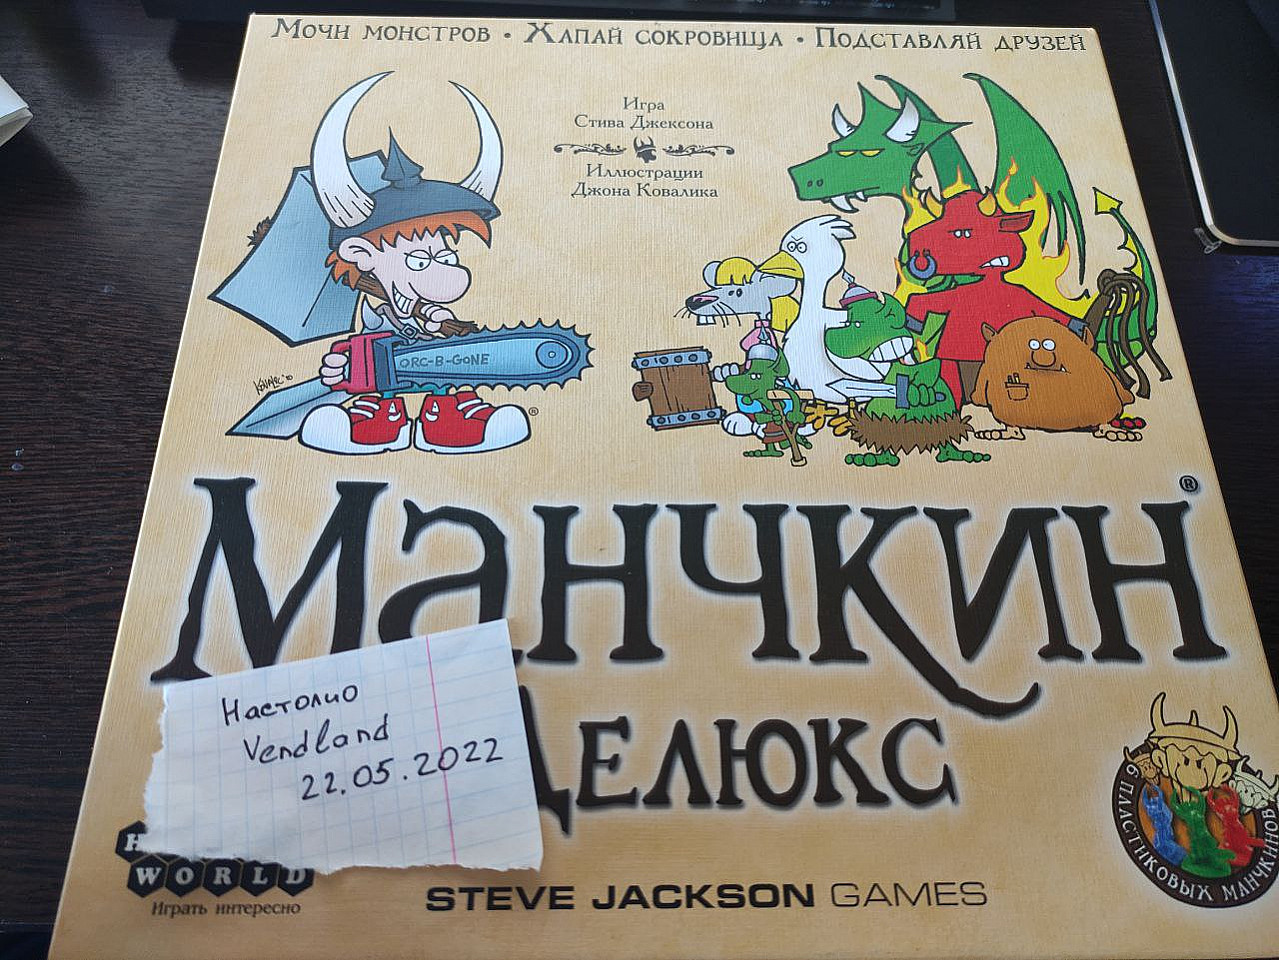 Мочи монстров • Хапай сокровища • Подставляй друзей
Игра
Стива Джексона
Иллюстрации
Джона Ковалика
ORC-B-GONE
®
Манчкин®
Делюкс
Настолио
Vendland
22.05.2022
WORLD
Играть интересно
STEVE JACKSON GAMES
6 ПЛАСТИКОВЫХ МАНЧКИНОВ